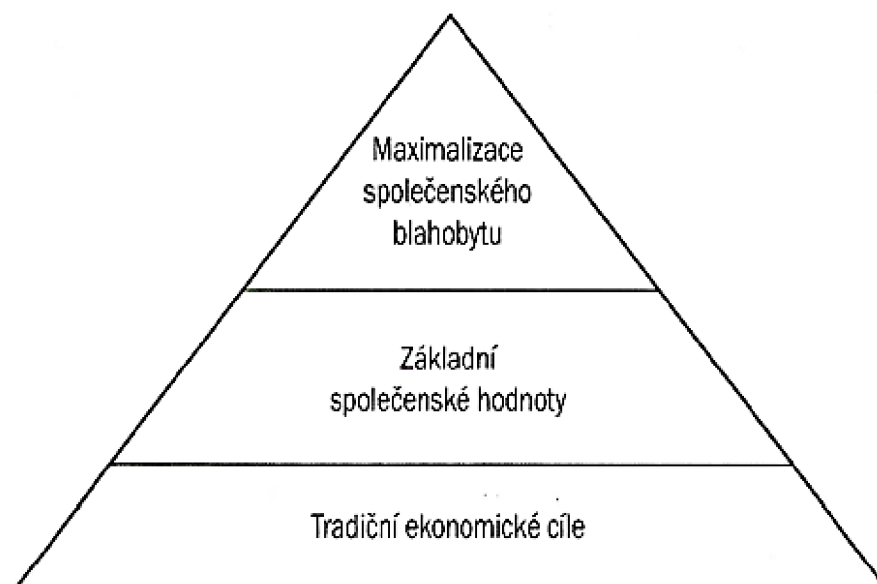 Maximalizace
společenského
blahobytu
Základní
společenské hodnoty
Tradiční ekonomické cíle